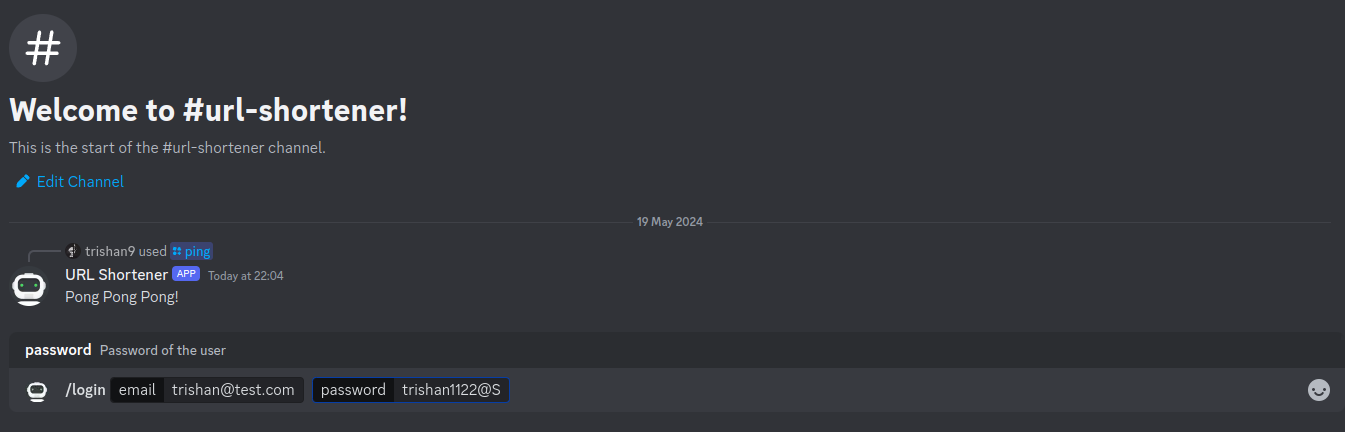 #
Welcome to #url-shortener!
This is the start of the #url-shortener channel.
Edit Channel
19 May 2024
trishan9 used ping
URL Shortener APP Today at 22:04
Pong Pong Pong!
password Password of the user
/login email trishan@test.com password trishan1122@S